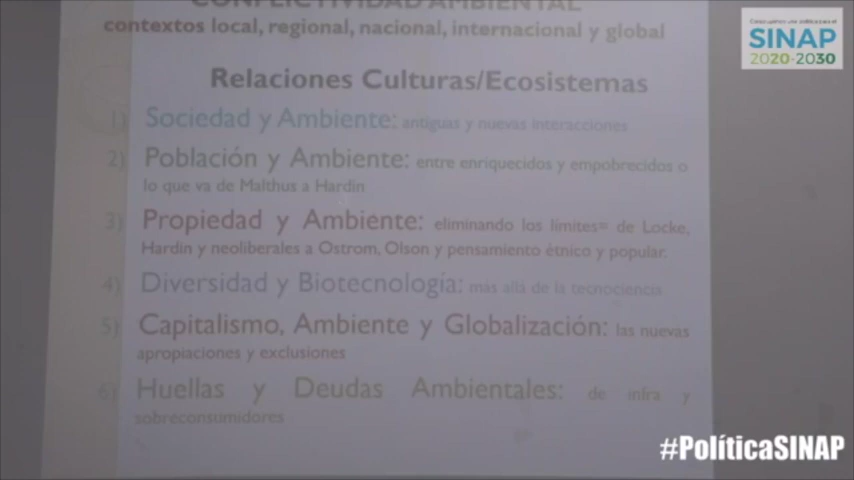 CONFLICTIVIDAD AMBIENTAL
contextos local, regional, nacional, internacional y global
Relaciones Culturas/Ecosistemas
1) Sociedad y Ambiente: antiguas y nuevas interacciones
2) Población y Ambiente: entre enriquecidos y empobrecidos o
lo que va de Malthus a Hardin
3) Propiedad y Ambiente: eliminando los límites= de Locke,
Hardin y neoliberales a Ostrom, Olson y pensamiento étnico y popular.
4) Diversidad y Biotecnología: más allá de la tecnociencia
5) Capitalismo, Ambiente y Globalización: las nuevas
apropiaciones y exclusiones
6) Huellas y Deudas Ambientales: de infra y
sobreconsumidores
SINAP
2020-2030
#PolíticaSINAP